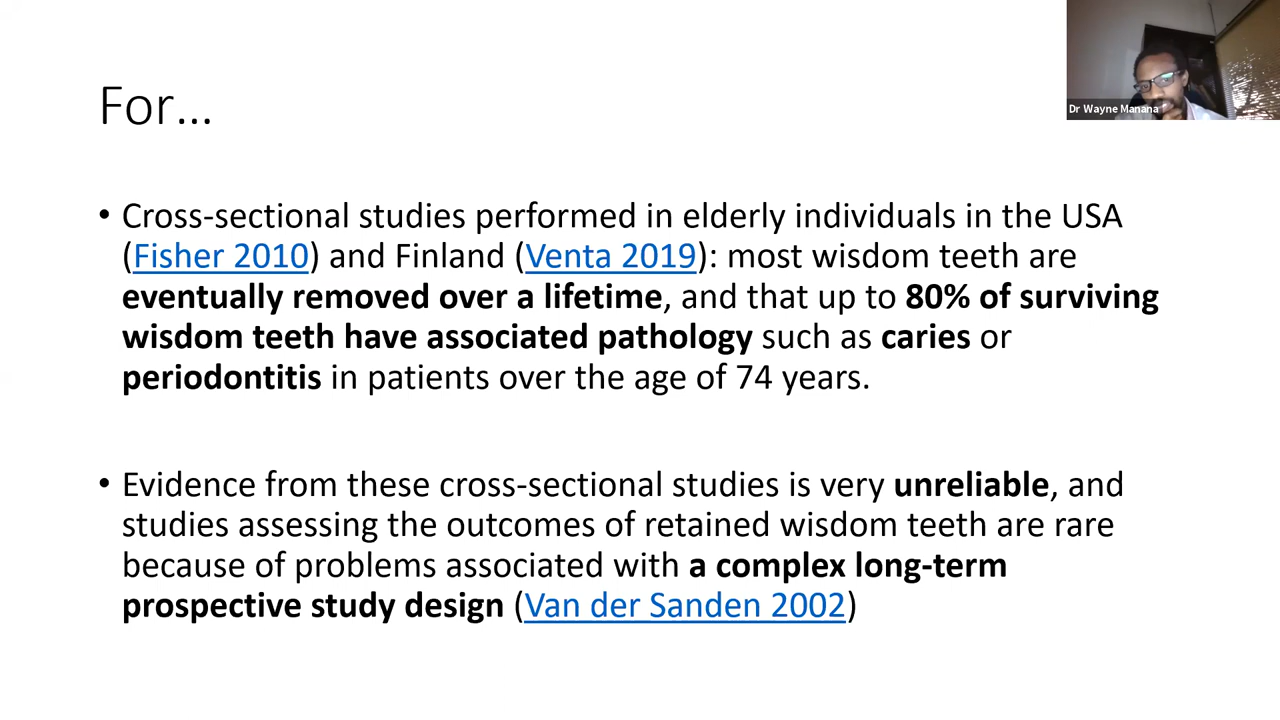 For…
Dr Wayne Manana
• Cross-sectional studies performed in elderly individuals in the USA
(Fisher 2010) and Finland (Venta 2019): most wisdom teeth are
eventually removed over a lifetime, and that up to 80% of surviving
wisdom teeth have associated pathology such as caries or
periodontitis in patients over the age of 74 years.
• Evidence from these cross-sectional studies is very unreliable, and
studies assessing the outcomes of retained wisdom teeth are rare
because of problems associated with a complex long-term
prospective study design (Van der Sanden 2002)